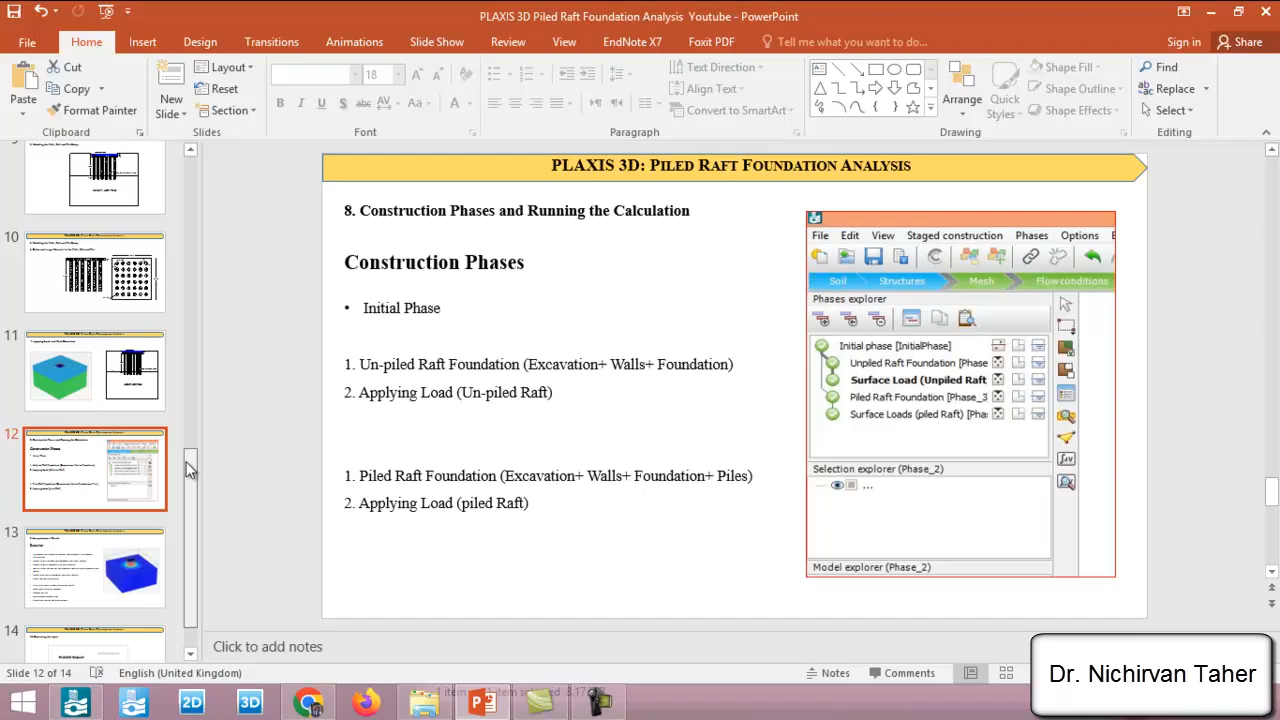 PLAXIS 3D Piled Raft Foundation Analysis Youtube - PowerPoint
File Home Insert Design Transitions Animations Slide Show Review View EndNote X7 Foxit PDF Tell me what you want to do... Sign in Share
Paste
Cut
Copy
Format Painter
Clipboard
New Slide
Layout
Reset
Section
Slides
18
Font
Text Direction
Align Text
Convert to SmartArt
Paragraph
Arrange
Quick Styles
Shape Fill
Shape Outline
Shape Effects
Drawing
Find
Replace
Select
Editing
10
11
12
13
14
PLAXIS 3D: PILED RAFT FOUNDATION ANALYSIS
8. Construction Phases and Running the Calculation
Construction Phases
• Initial Phase
1. Un-piled Raft Foundation (Excavation+ Walls+ Foundation)
2. Applying Load (Un-piled Raft)
1. Piled Raft Foundation (Excavation+ Walls+ Foundation+ Piles)
2. Applying Load (piled Raft)
File Edit View Staged construction Phases Options
Soil Structures Mesh Flow conditions
Phases explorer
Initial phase [InitialPhase]
Unpiled Raft Foundation [Phase
Surface Load (Unpiled Raft
Piled Raft Foundation [Phase_3
Surface Loads (piled Raft) [Pha:
Selection explorer (Phase_2)
...
Model explorer (Phase_2)
Click to add notes
Slide 12 of 14 English (United Kingdom) Notes Comments
2D 3D
Dr. Nichirvan Taher